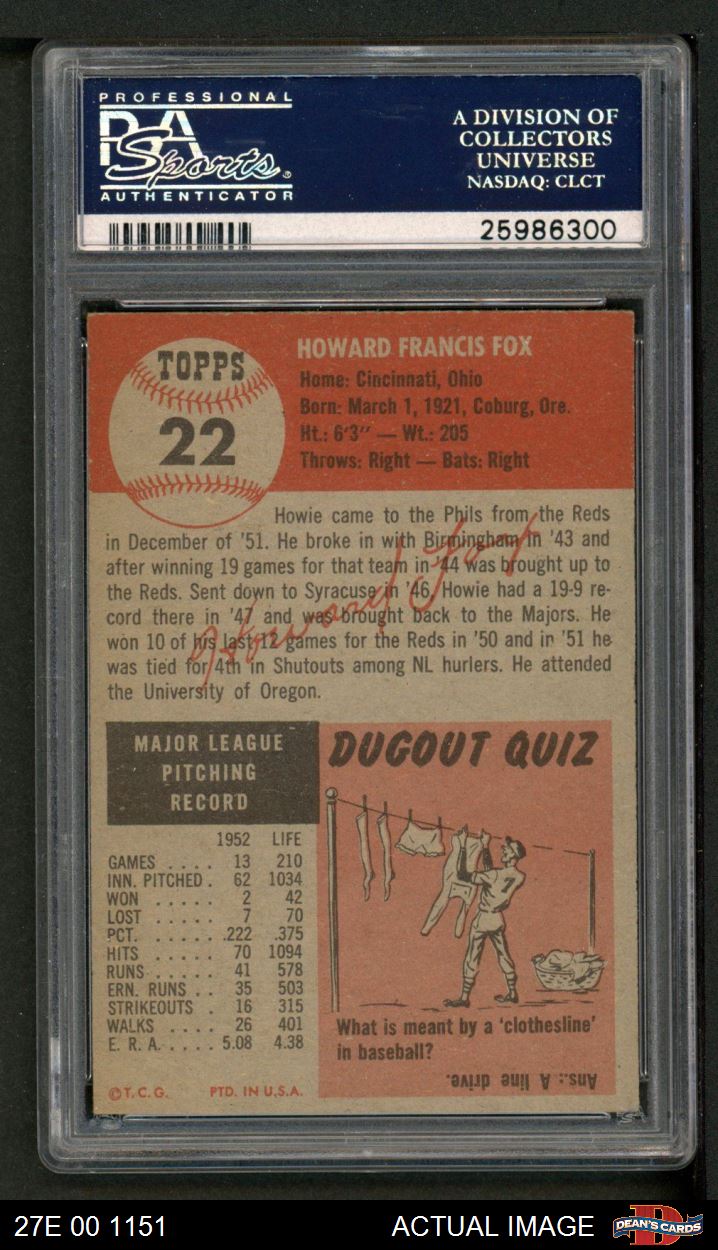 PROFESSIONAL
PSA
Sports
AUTHENTICATOR
A DIVISION OF
COLLECTORS
UNIVERSE
NASDAQ: CLCT
25986300
TOPPS
22
HOWARD FRANCIS FOX
Home: Cincinnati, Ohio
Born: March 1, 1921, Coburg, Ore.
Ht.: 6'3" — Wt.: 205
Throws: Right — Bats: Right
Howie came to the Phils from the Reds
in December of '51. He broke in with Birmingham in '43 and
after winning 19 games for that team in '44 was brought up to
the Reds. Sent down to Syracuse in '46, Howie had a 19-9 re-
cord there in '47 and was brought back to the Majors. He
won 10 of his last 12 games for the Reds in '50 and in '51 he
was tied for 4th in Shutouts among NL hurlers. He attended
the University of Oregon.
Howard Fox
MAJOR LEAGUE
PITCHING
RECORD
1952 LIFE
GAMES .... 13 210
INN. PITCHED . 62 1034
WON ..... 2 42
LOST ..... 7 70
PCT. ...... .222 .375
HITS ..... 70 1094
RUNS ..... 41 578
ERN. RUNS .. 35 503
STRIKEOUTS . 16 315
WALKS .... 26 401
E. R. A. ..... 5.08 4.38
© T. C. G. PTD. IN U.S.A.
DUGOUT QUIZ
7
What is meant by a 'clothesline'
in baseball?
Ans.: A line drive.
27E 00 1151
ACTUAL IMAGE
D
DEAN'S CARDS